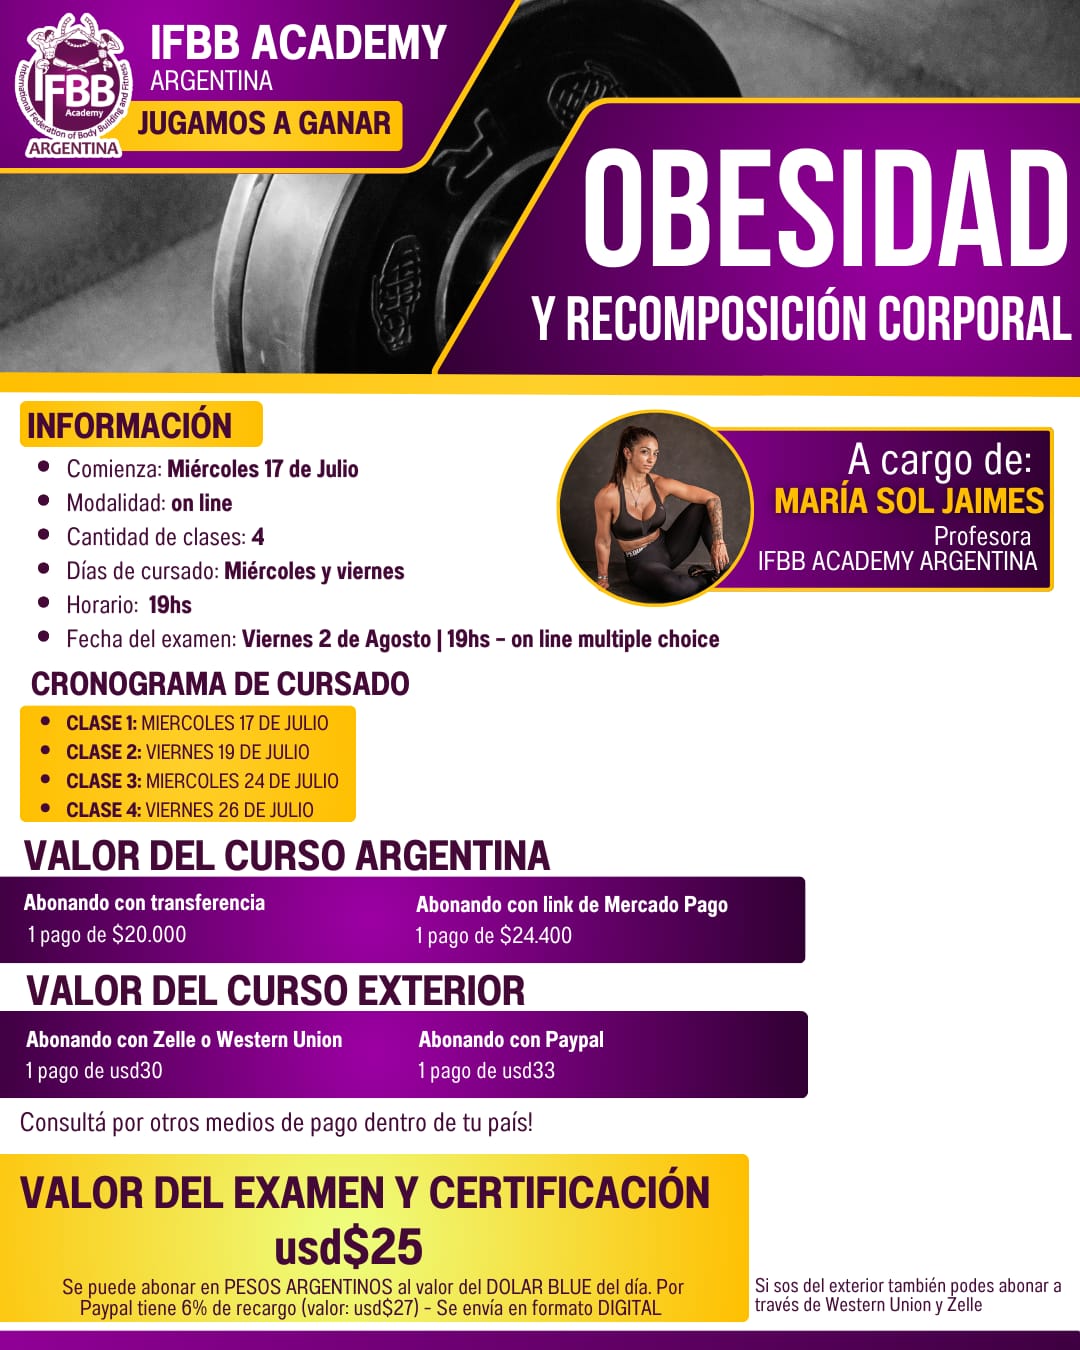 IFBB ACADEMY
ARGENTINA
JUGAMOS A GANAR
IFBB
Academy
International Federation of Body Building and Fitness
ARGENTINA
OBESIDAD
Y RECOMPOSICIÓN CORPORAL
INFORMACIÓN
• Comienza: Miércoles 17 de Julio
• Modalidad: on line
• Cantidad de clases: 4
• Días de cursado: Miércoles y viernes
• Horario: 19hs
• Fecha del examen: Viernes 2 de Agosto | 19hs – on line multiple choice
A cargo de:
MARÍA SOL JAIMES
Profesora
IFBB ACADEMY ARGENTINA
CRONOGRAMA DE CURSADO
• CLASE 1: MIERCOLES 17 DE JULIO
• CLASE 2: VIERNES 19 DE JULIO
• CLASE 3: MIERCOLES 24 DE JULIO
• CLASE 4: VIERNES 26 DE JULIO
VALOR DEL CURSO ARGENTINA
Abonando con transferencia
1 pago de $20.000
Abonando con link de Mercado Pago
1 pago de $24.400
VALOR DEL CURSO EXTERIOR
Abonando con Zelle o Western Union
1 pago de usd30
Abonando con Paypal
1 pago de usd33
Consultá por otros medios de pago dentro de tu país!
VALOR DEL EXAMEN Y CERTIFICACIÓN
usd$25
Se puede abonar en PESOS ARGENTINOS al valor del DOLAR BLUE del día. Por
Paypal tiene 6% de recargo (valor: usd$27) – Se envía en formato DIGITAL
Si sos del exterior también podes abonar a
través de Western Union y Zelle